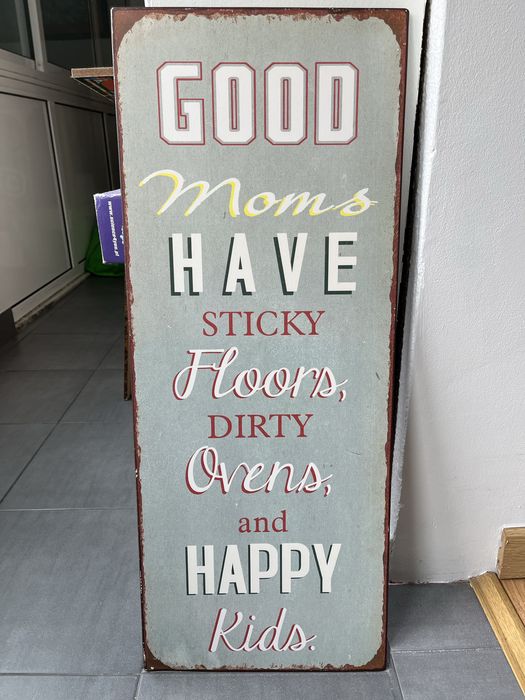 GOOD
Moms
HAVE
STICKY
Floors,
DIRTY
Ovens,
and
HAPPY
Kids.